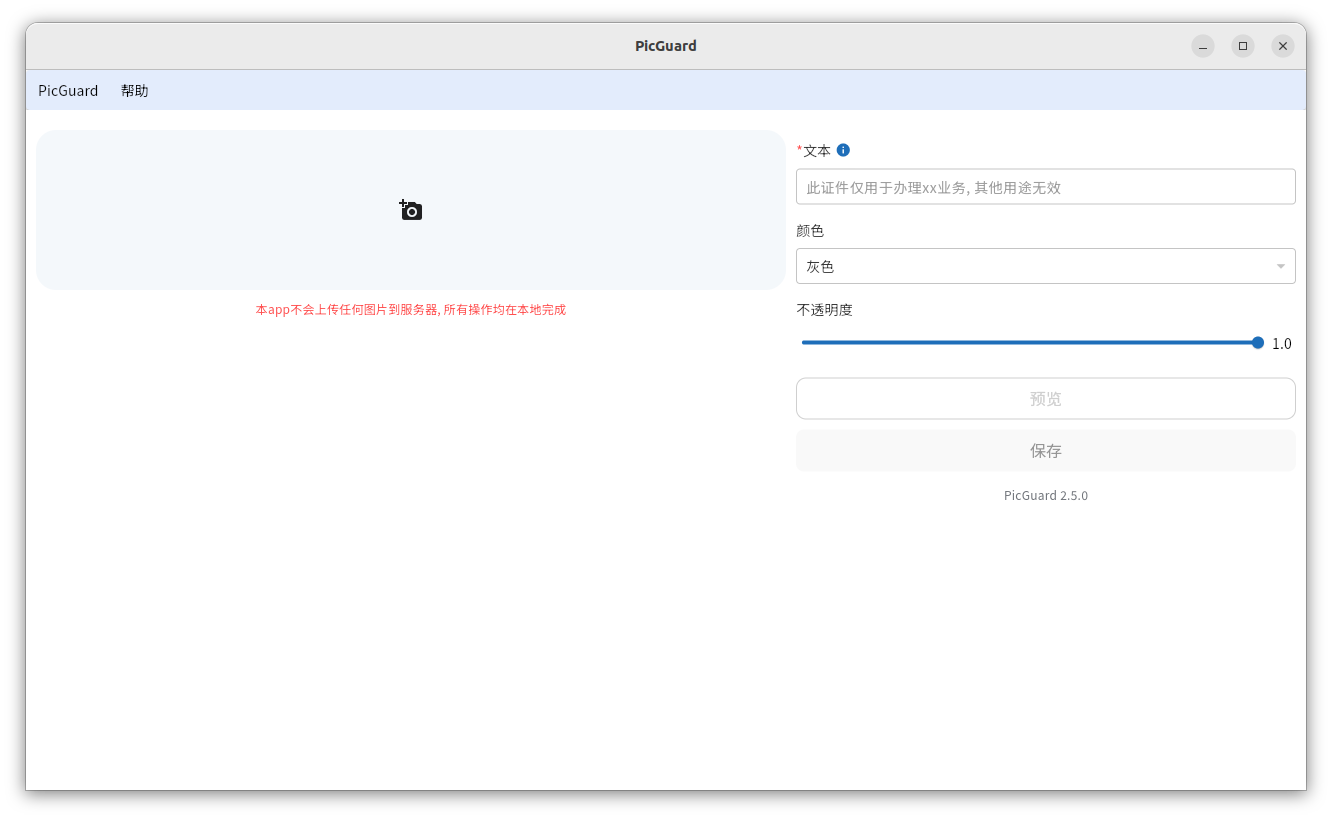 PicGuard
PicGuard 帮助
本app不会上传任何图片到服务器, 所有操作均在本地完成
*文本
此证件仅用于办理xx业务, 其他用途无效
颜色
灰色
不透明度
1.0
预览
保存
PicGuard 2.5.0